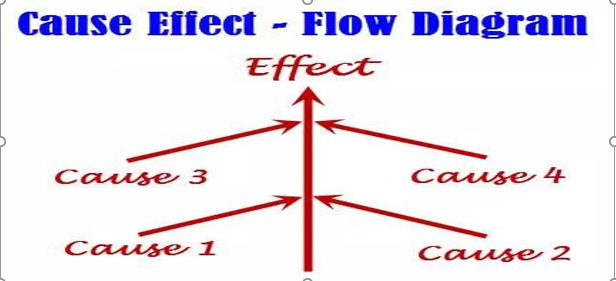 Cause Effect - Flow Diagram
Effect
Cause 3
Cause 4
Cause 1
Cause 2